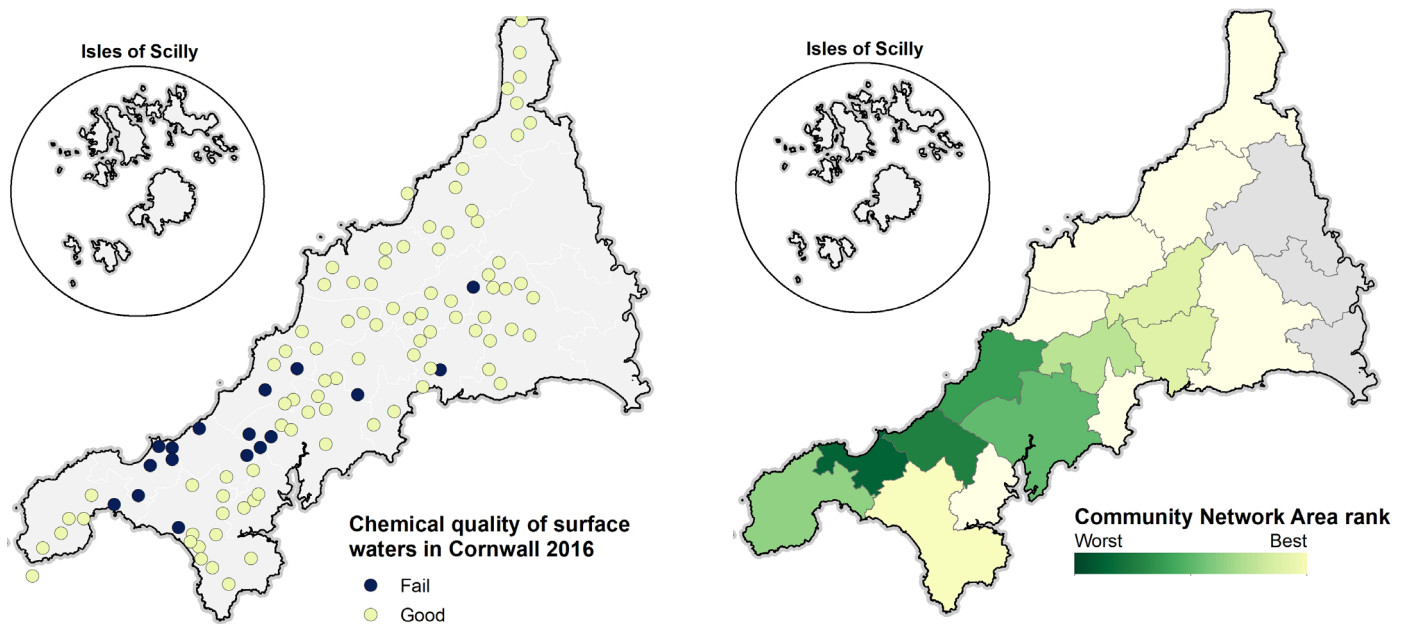 Isles of Scilly
Chemical quality of surface
waters in Cornwall 2016
Fail
Good
Isles of Scilly
Community Network Area rank
Worst Best